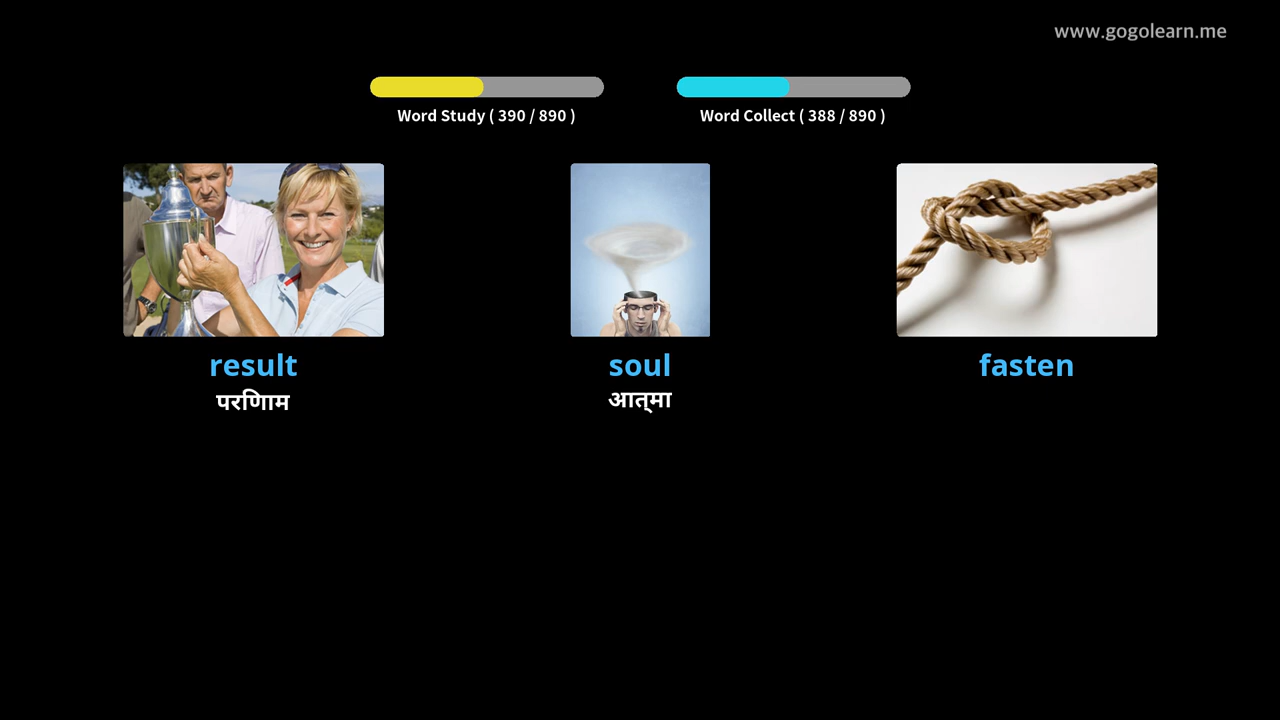 www.gogolearn.me
Word Study ( 390 / 890 )
Word Collect ( 388 / 890 )
result
soul
fasten
परिणाम
आत्‌मा